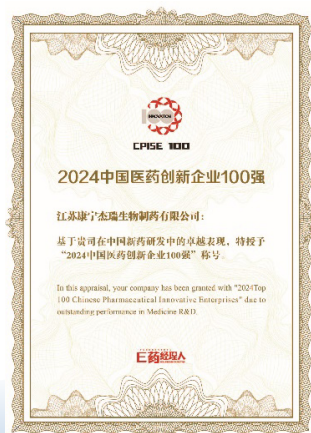 100
INNOVATION
CPISE 100
2024中国医药创新企业100强
江苏康宁杰瑞生物制药有限公司：
基于贵司在中国新药研发中的卓越表现，特授予
“2024中国医药创新企业100强”称号。
In this appraisal, your company has been granted with “2024Top
100 Chinese Pharmaceutical Innovative Enterprises” due to
outstanding performance in Medicine R&D.
E药经理人